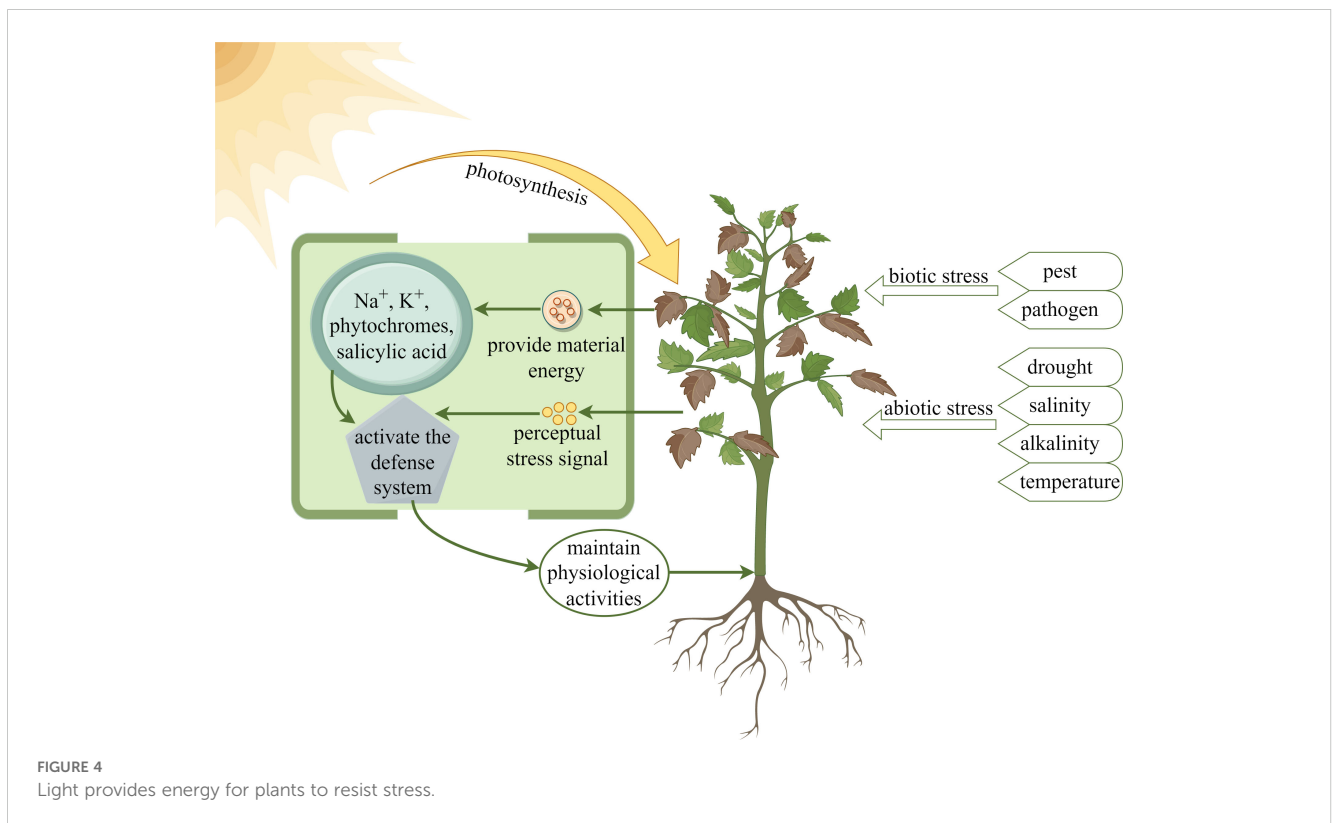 photosynthesis
Na⁺, K⁺,
phytochromes,
salicylic acid
provide material
energy
activate the
defense
system
perceptual
stress signal
maintain
physiological
activities
biotic stress
pest
pathogen
abiotic stress
drought
salinity
alkalinity
temperature
FIGURE 4
Light provides energy for plants to resist stress.